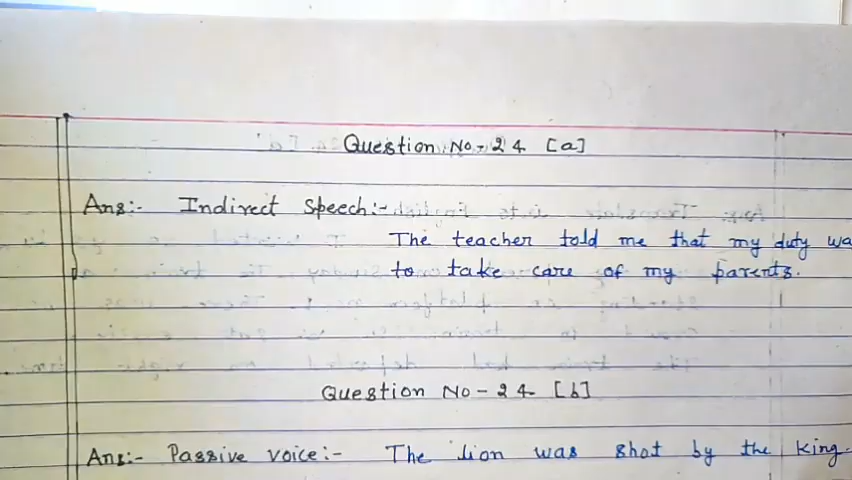 Question No - 24 [a]
Ans:- Indirect Speech:-
The teacher told me that my duty wa
to take care of my parents.
Question No - 24 [b]
Ans:- Passive voice:- The lion was shot by the king.